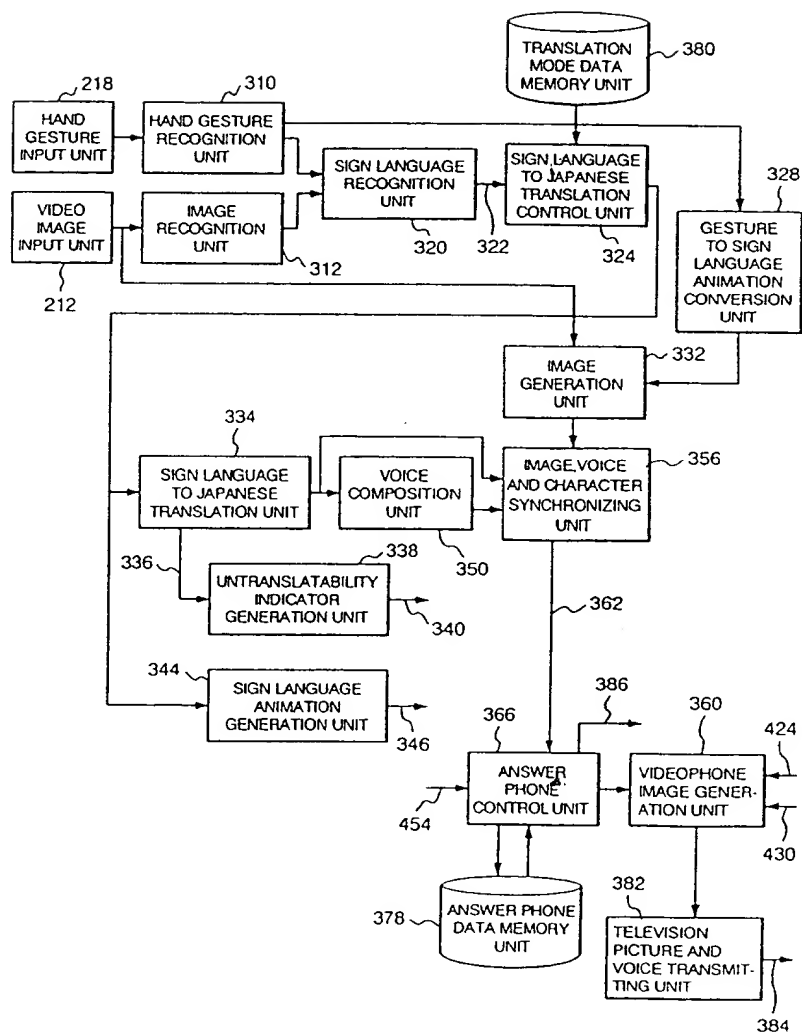 TRANSLATION
MODE DATA
MEMORY UNIT
380
218
HAND
GESTURE
INPUT UNIT
310
HAND GESTURE
RECOGNITION
UNIT
SIGN LANGUAGE
RECOGNITION
UNIT
320
322
SIGN LANGUAGE
TO JAPANESE
TRANSLATION
CONTROL UNIT
324
328
GESTURE
TO SIGN
LANGUAGE
ANIMATION
CONVERSION
UNIT
VIDEO
IMAGE
INPUT UNIT
212
IMAGE
RECOGNITION
UNIT
312
332
IMAGE
GENERATION
UNIT
334
SIGN LANGUAGE
TO JAPANESE
TRANSLATION UNIT
VOICE
COMPOSITION
UNIT
350
IMAGE, VOICE
AND CHARACTER
SYNCHRONIZING
UNIT
356
336
338
UNTRANSLATABILITY
INDICATOR
GENERATION UNIT
340
362
344
SIGN LANGUAGE
ANIMATION
GENERATION UNIT
346
386
366
ANSWER
PHONE
CONTROL UNIT
454
360
VIDEOPHONE
IMAGE GENER-
ATION UNIT
424
430
378
ANSWER PHONE
DATA MEMORY
UNIT
382
TELEVISION
PICTURE AND
VOICE TRANSMIT-
TING UNIT
384